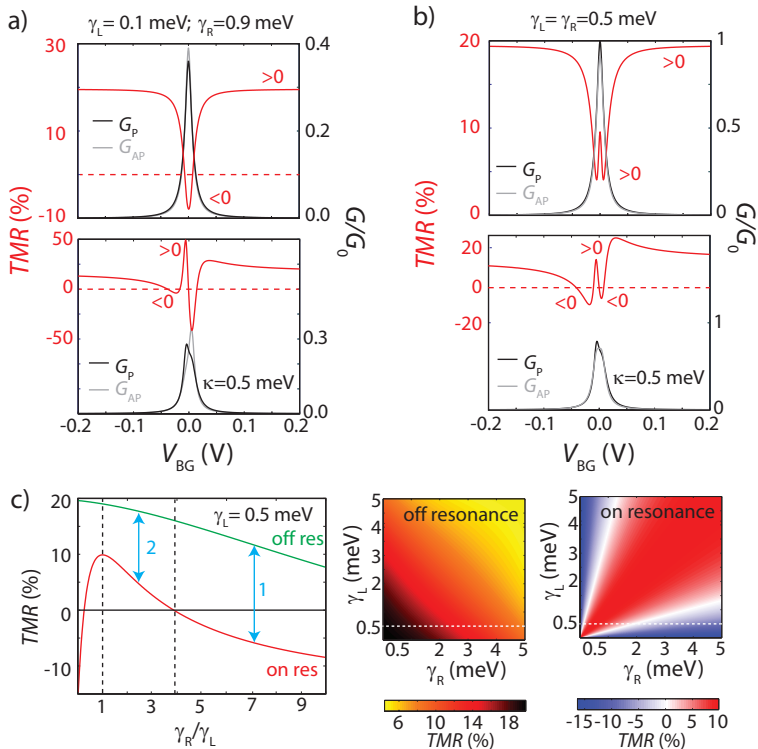 a)
γL = 0.1 meV; γR=0.9 meV
30
20
10
0
-10
0.4
0.2
0.0
>0
<0
GP
GAP
TMR (%)
G/G0
50
0
-50
0.3
0.0
>0
<0
GP
GAP
κ=0.5 meV
-0.2
-0.1
0.0
0.1
0.2
VBG (V)
b)
γL = γR=0.5 meV
20
10
0
1
0.5
0
>0
>0
GP
GAP
TMR (%)
G/G0
20
0
20
1
0
>0
>0
<0
<0
GP
GAP
κ=0.5 meV
-0.2
-0.1
0.0
0.1
0.2
VBG (V)
c)
20
10
0
-10
TMR (%)
γL = 0.5 meV
off res
2
1
on res
1
3
5
7
9
γR/γL
off resonance
5
4
2
0.5
γL (meV)
0.5
2
3
4
5
γR (meV)
6
10
14
18
TMR (%)
on resonance
5
4
2
0.5
γL (meV)
0.5
2
3
4
5
γR (meV)
-15
-10
-5
0
5
10
TMR (%)